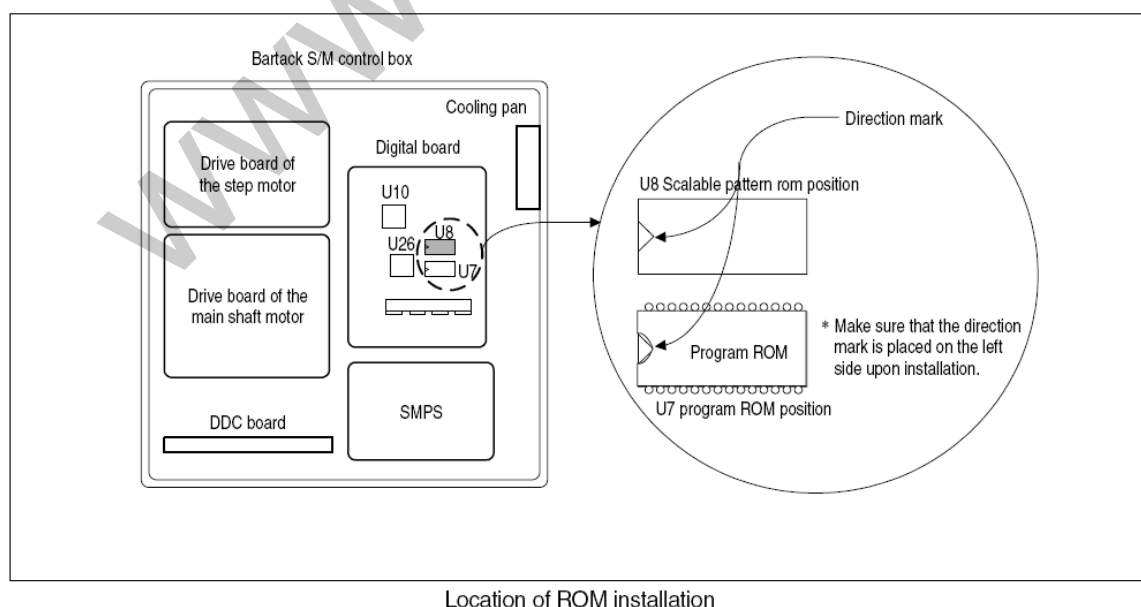 Bartack S/M control box
Cooling pan
Drive board of
the step motor
Digital board
U10
U8
U26
U7
Drive board of the
main shaft motor
SMPS
DDC board
Direction mark
U8 Scalable pattern rom position
Program ROM
* Make sure that the direction
mark is placed on the left
side upon installation.
U7 program ROM position
Location of ROM installation
www